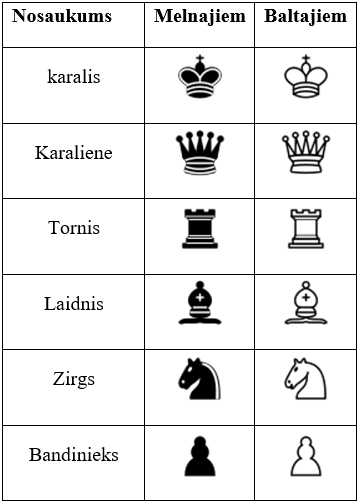 Nosaukums Melnajiem Baltajiem
karalis
Karaliene
Tornis
Laidnis
Zirgs
Bandinieks